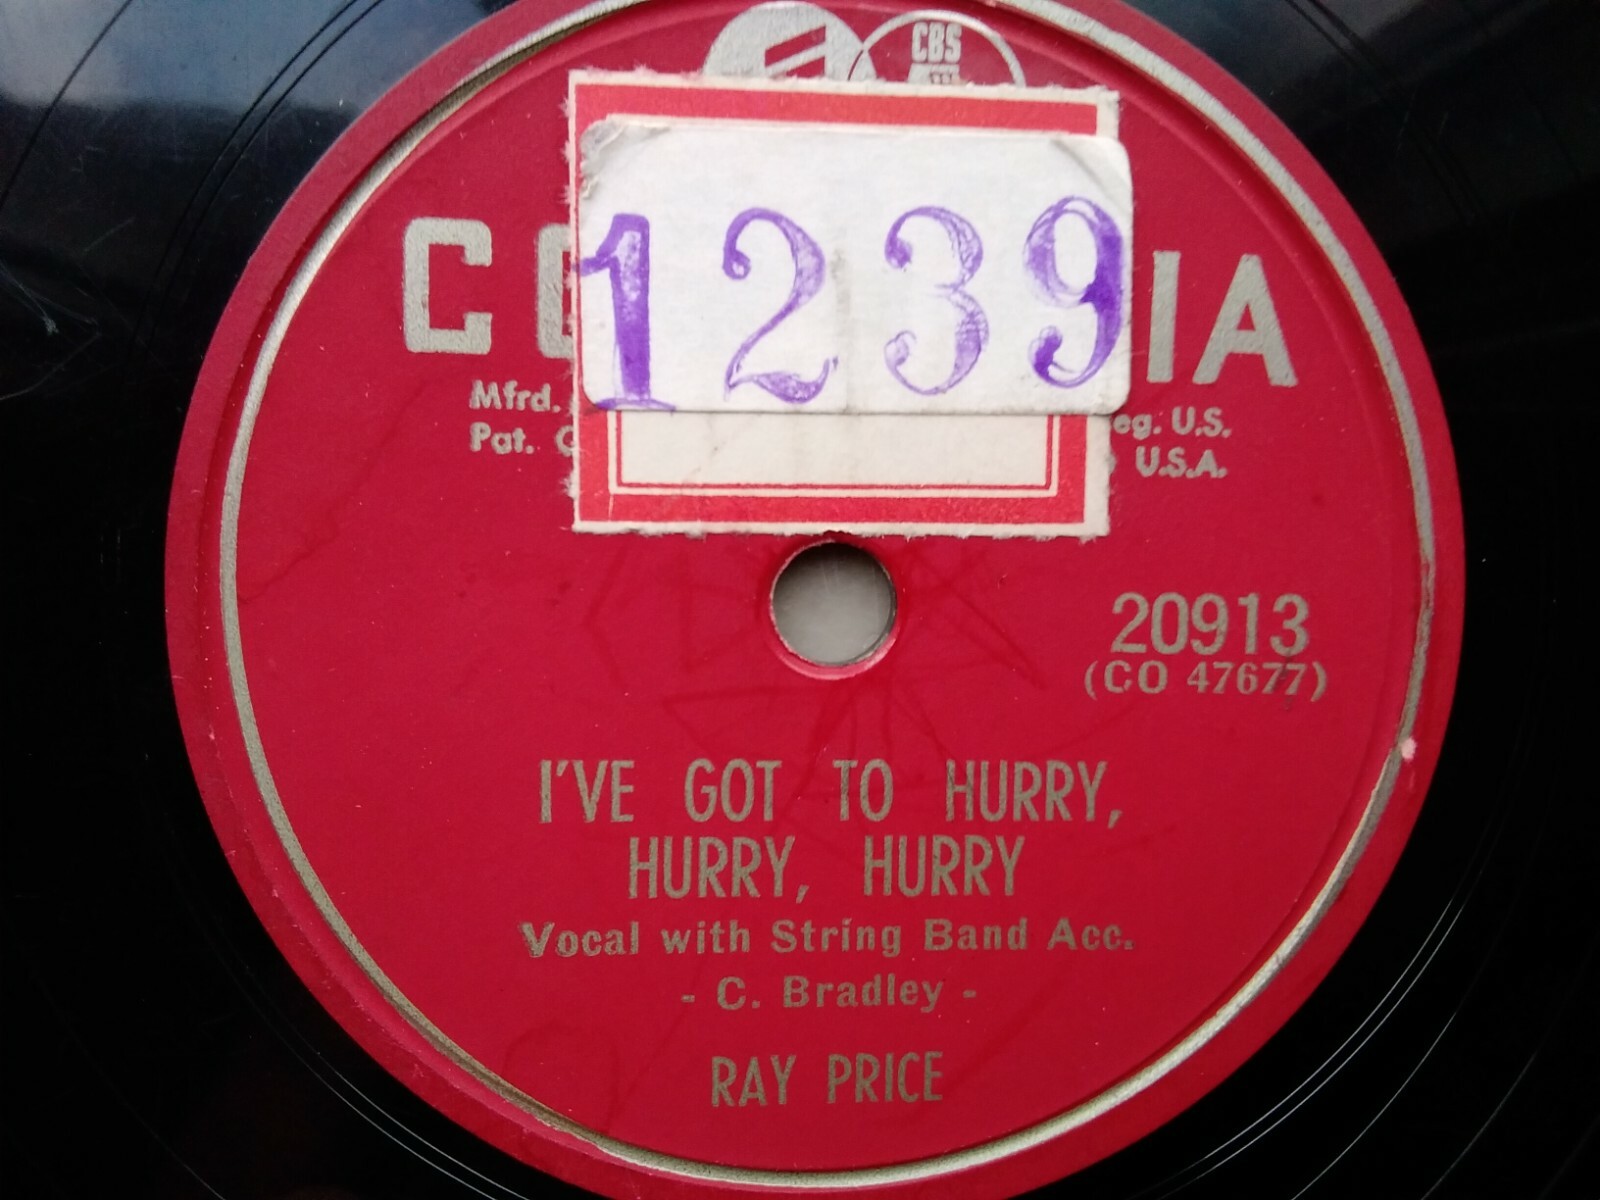 CBS
1239
IA
Mfrd.
eg. U.S.
Pat.
U.S.A.
20913
(CO 47677)
I'VE GOT TO HURRY,
HURRY, HURRY
Vocal with String Band Acc.
- C. Bradley -
RAY PRICE